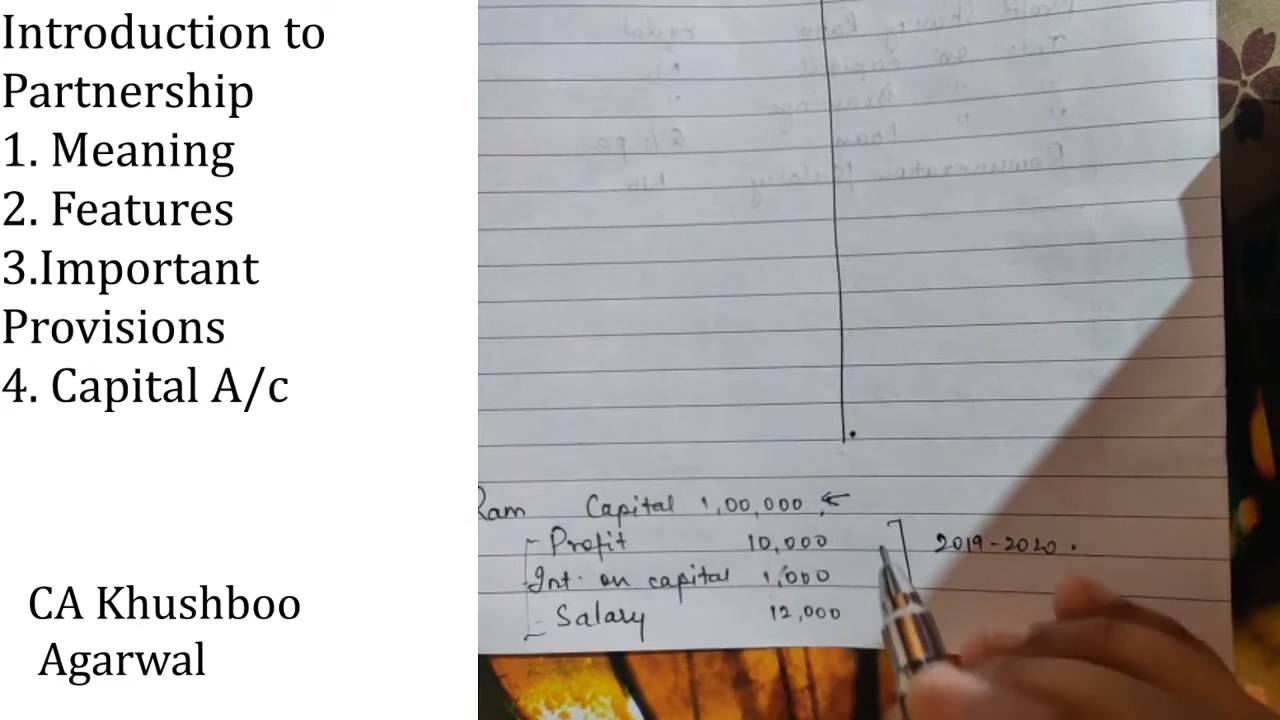 Introduction to
Partnership
1. Meaning
2. Features
3.Important
Provisions
4. Capital A/c
CA Khushboo
Agarwal
Ram Capital 1,00,000 ←
- Profit 10,000
Int. on capital 1,000
- Salary 12,000
2019-2020.